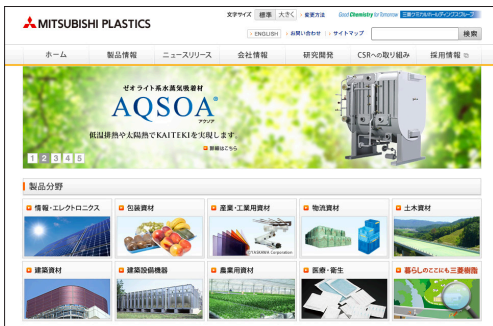 MITSUBISHI PLASTICS
文字サイズ 標準 大きく 変更方法 Good Chemistry for Tomorrow 三菱ケミカルホールディングスグループ
ENGLISH お問い合わせ サイトマップ 検索
ホーム 製品情報 ニュースリリース 会社情報 研究開発 CSRへの取り組み 採用情報
ゼオライト系水蒸気吸着材
AQSOA
アクソア
低温排熱や太陽熱でKAITEKIを実現します。
詳細はこちら
1 2 3 4 5
製品分野
情報・エレクトロニクス 包装資材 産業・工業用資材 物流資材 土木資材
©YASKAWA Corporation
建築資材 建築設備機器 農業用資材 医療・衛生 暮らしのここにも三菱樹脂